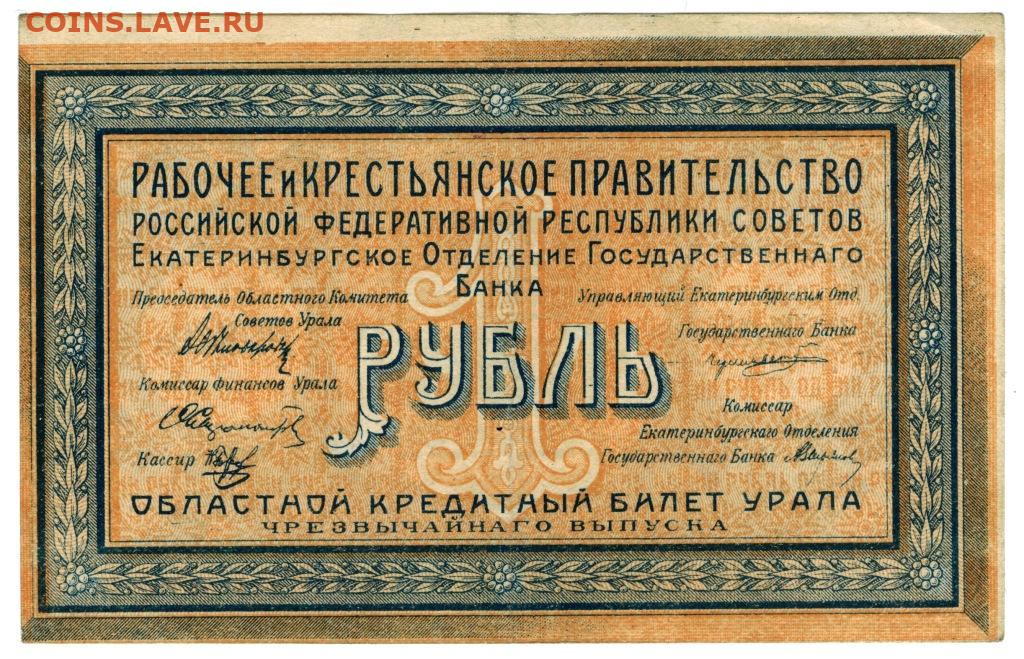 COINS.LAVE.RU
РАБОЧЕЕ и КРЕСТЬЯНСКОЕ ПРАВИТЕЛЬСТВО
РОССИЙСКОЙ ФЕДЕРАТИВНОЙ РЕСПУБЛИКИ СОВЕТОВ
ЕКАТЕРИНБУРГСКОЕ ОТДЕЛЕНИЕ ГОСУДАРСТВЕННАГО
БАНКА
Председатель Областного Комитета
Советов Урала
Комиссар Финансов Урала
Кассир
1
РУБЛЬ
Управляющий Екатеринбургским Отд.
Государственнаго Банка
Комиссар
Екатеринбургскаго Отделения
Государственнаго Банка
ОБЛАСТНОЙ КРЕДИТНЫЙ БИЛЕТ УРАЛА
ЧРЕЗВЫЧАЙНАГО ВЫПУСКА